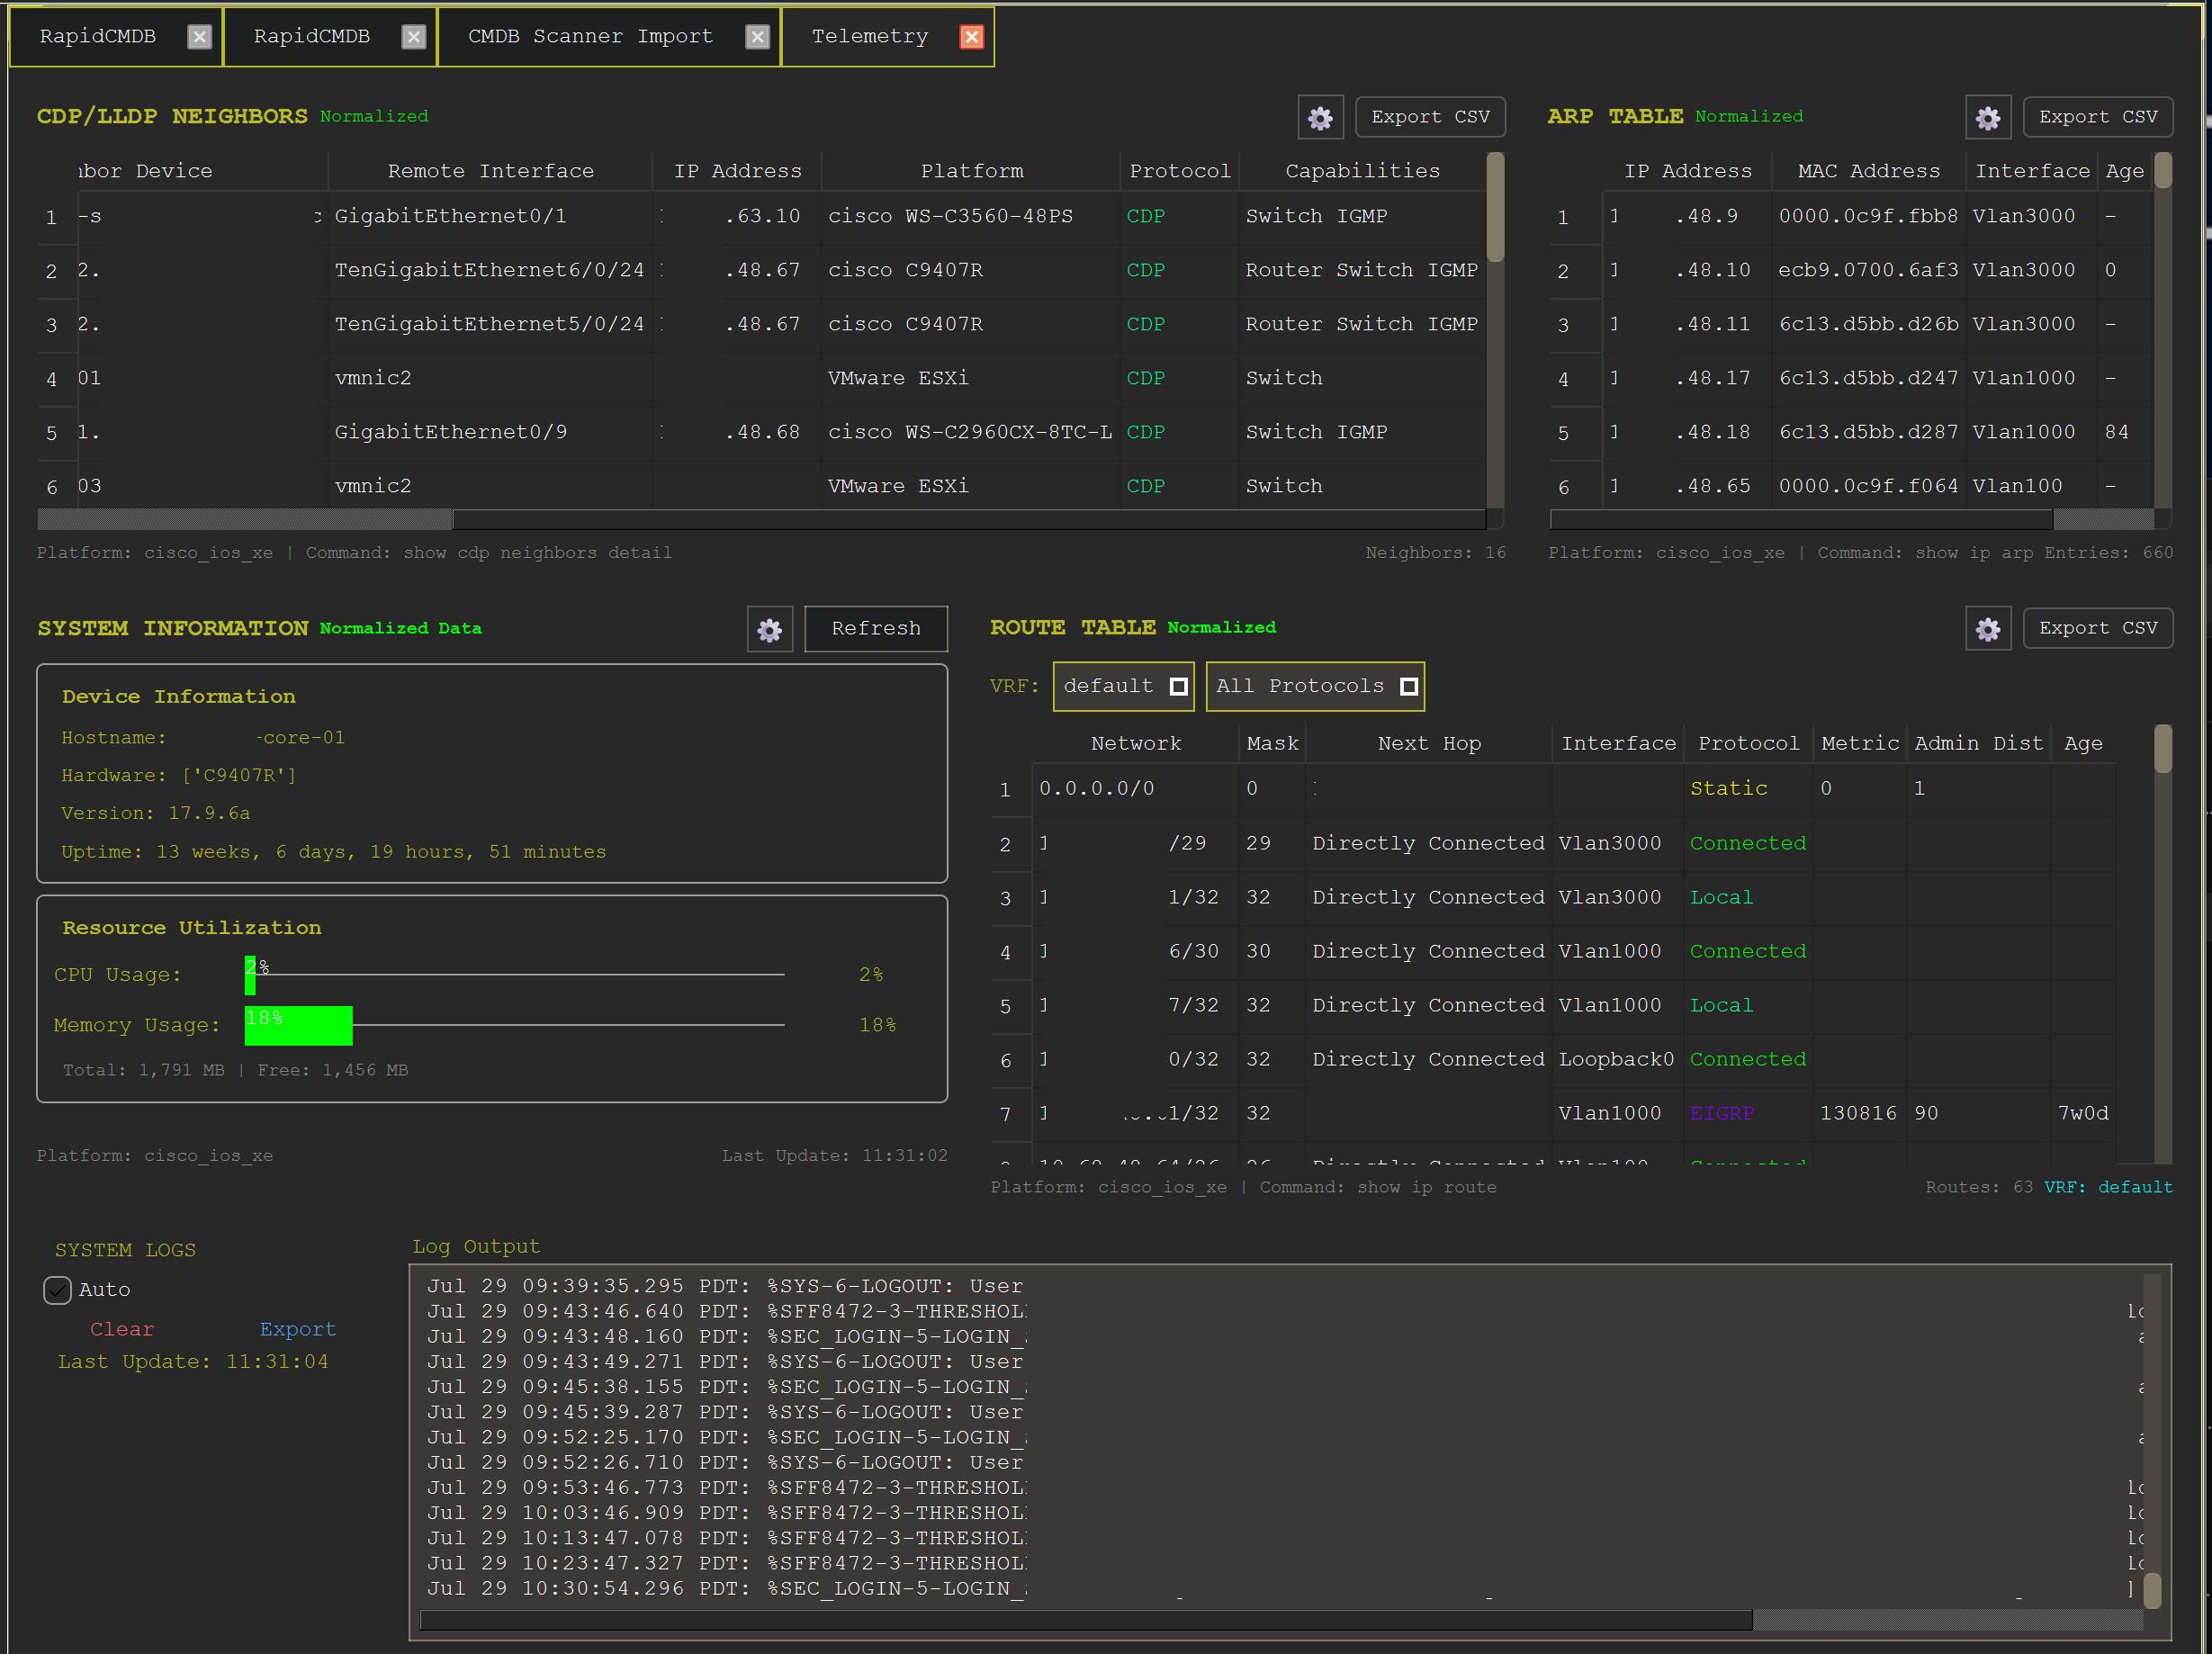 RapidCMDB RapidCMDB CMDB Scanner Import Telemetry
CDP/LLDP NEIGHBORS Normalized Export CSV
Device Remote Interface IP Address Platform Protocol Capabilities
1 -s GigabitEthernet0/1 .63.10 cisco WS-C3560-48PS CDP Switch IGMP
2 2. TenGigabitEthernet6/0/24 .48.67 cisco C9407R CDP Router Switch IGMP
3 2. TenGigabitEthernet5/0/24 .48.67 cisco C9407R CDP Router Switch IGMP
4 01 vmnic2 VMware ESXi CDP Switch
5 1. GigabitEthernet0/9 .48.68 cisco WS-C2960CX-8TC-L CDP Switch IGMP
6 03 vmnic2 VMware ESXi CDP Switch
Platform: cisco_ios_xe | Command: show cdp neighbors detail Neighbors: 16
ARP TABLE Normalized Export CSV
IP Address MAC Address Interface Age
1 1 .48.9 0000.0c9f.fbb8 Vlan3000 -
2 1 .48.10 ecb9.0700.6af3 Vlan3000 0
3 1 .48.11 6c13.d5bb.d26b Vlan3000 -
4 1 .48.17 6c13.d5bb.d247 Vlan1000 -
5 1 .48.18 6c13.d5bb.d287 Vlan1000 84
6 1 .48.65 0000.0c9f.f064 Vlan100 -
Platform: cisco_ios_xe | Command: show ip arp Entries: 660
SYSTEM INFORMATION Normalized Data Refresh
Device Information
Hostname: -core-01
Hardware: ['C9407R']
Version: 17.9.6a
Uptime: 13 weeks, 6 days, 19 hours, 51 minutes
Resource Utilization
CPU Usage: 2% 2%
Memory Usage: 18% 18%
Total: 1,791 MB | Free: 1,456 MB
Platform: cisco_ios_xe Last Update: 11:31:02
ROUTE TABLE Normalized Export CSV
VRF: default All Protocols
Network Mask Next Hop Interface Protocol Metric Admin Dist Age
1 0.0.0.0/0 0 Static 0 1
2 1 /29 29 Directly Connected Vlan3000 Connected
3 1 1/32 32 Directly Connected Vlan3000 Local
4 1 6/30 30 Directly Connected Vlan1000 Connected
5 1 7/32 32 Directly Connected Vlan1000 Local
6 1 0/32 32 Directly Connected Loopback0 Connected
7 1 1/32 32 Vlan1000 EIGRP 130816 90 7w0d
Platform: cisco_ios_xe | Command: show ip route Routes: 63 VRF: default
SYSTEM LOGS
Auto
Clear Export
Last Update: 11:31:04
Log Output
Jul 29 09:39:35.295 PDT: %SYS-6-LOGOUT: User
Jul 29 09:43:46.640 PDT: %SFF8472-3-THRESHOL
Jul 29 09:43:48.160 PDT: %SEC_LOGIN-5-LOGIN_
Jul 29 09:43:49.271 PDT: %SYS-6-LOGOUT: User
Jul 29 09:45:38.155 PDT: %SEC_LOGIN-5-LOGIN_
Jul 29 09:45:39.287 PDT: %SYS-6-LOGOUT: User
Jul 29 09:52:25.170 PDT: %SEC_LOGIN-5-LOGIN_
Jul 29 09:52:26.710 PDT: %SYS-6-LOGOUT: User
Jul 29 09:53:46.773 PDT: %SFF8472-3-THRESHOL
Jul 29 10:03:46.909 PDT: %SFF8472-3-THRESHOL
Jul 29 10:13:47.078 PDT: %SFF8472-3-THRESHOL
Jul 29 10:23:47.327 PDT: %SFF8472-3-THRESHOL
Jul 29 10:30:54.296 PDT: %SEC_LOGIN-5-LOGIN_